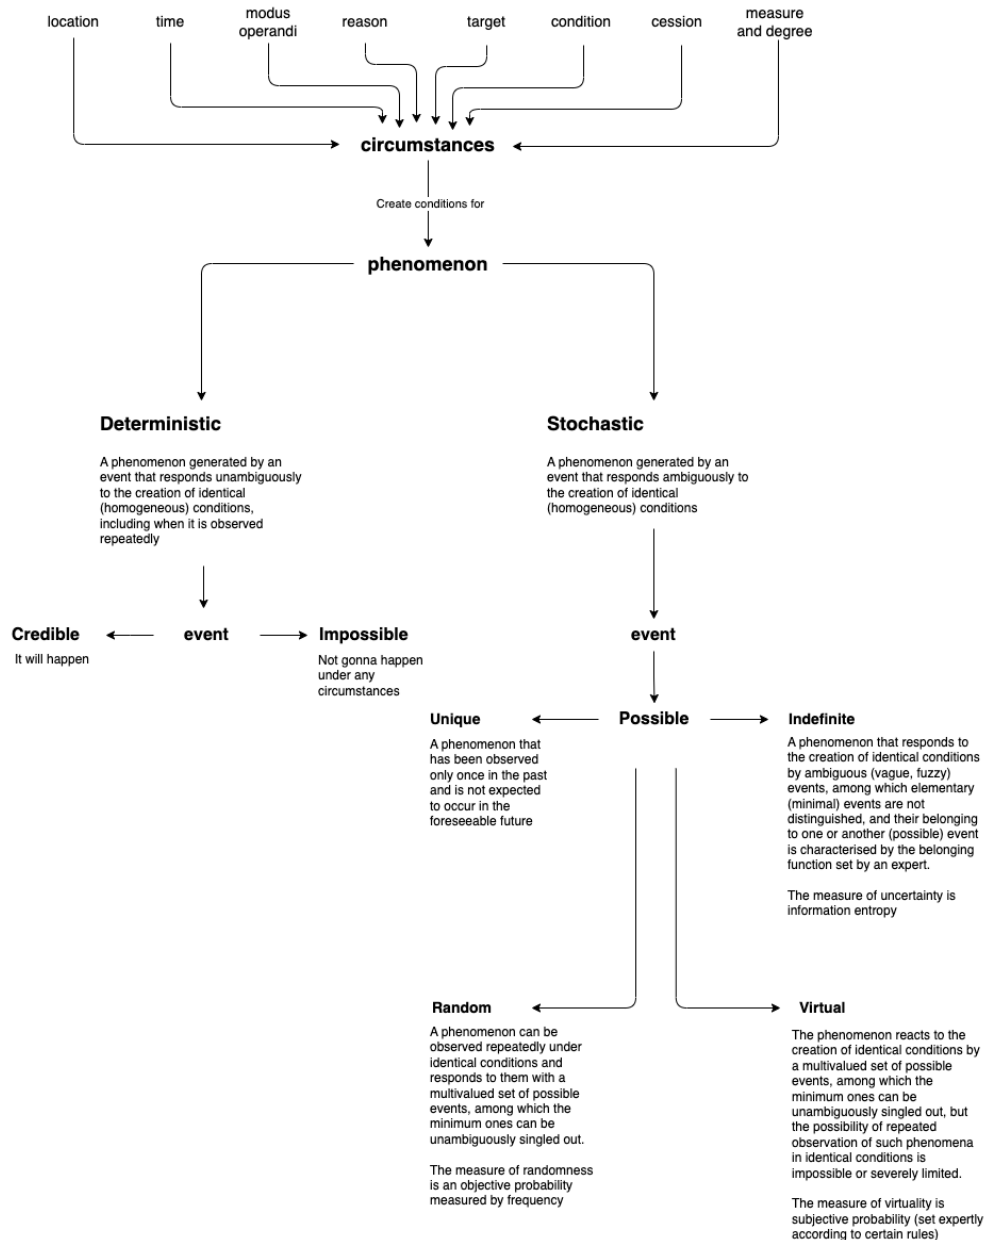 location
time
modus
operandi
reason
target
condition
cession
measure
and degree
circumstances
Create conditions for
phenomenon
Deterministic
A phenomenon generated by an
event that responds unambiguously
to the creation of identical
(homogeneous) conditions,
including when it is observed
repeatedly
Stochastic
A phenomenon generated by an
event that responds ambiguously to
the creation of identical
(homogeneous) conditions
Credible
It will happen
event
Impossible
Not gonna happen
under any
circumstances
event
Unique
A phenomenon that
has been observed
only once in the past
and is not expected
to occur in the
foreseeable future
Possible
Indefinite
A phenomenon that responds to
the creation of identical conditions
by ambiguous (vague, fuzzy)
events, among which elementary
(minimal) events are not
distinguished, and their belonging
to one or another (possible) event
is characterised by the belonging
function set by an expert.
The measure of uncertainty is
information entropy
Random
A phenomenon can be
observed repeatedly under
identical conditions and
responds to them with a
multivalued set of possible
events, among which the
minimum ones can be
unambiguously singled out.
The measure of randomness
is an objective probability
measured by frequency
Virtual
The phenomenon reacts to the
creation of identical conditions by
a multivalued set of possible
events, among which the
minimum ones can be
unambiguously singled out, but
the possibility of repeated
observation of such phenomena
in identical conditions is
impossible or severely limited.
The measure of virtuality is
subjective probability (set expertly
according to certain rules)